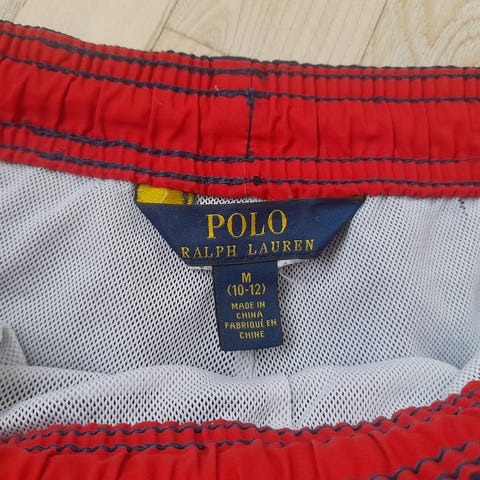 POLO
RALPH LAUREN
M
(10-12)
MADE IN
CHINA
FABRIQUÉ EN
CHINE